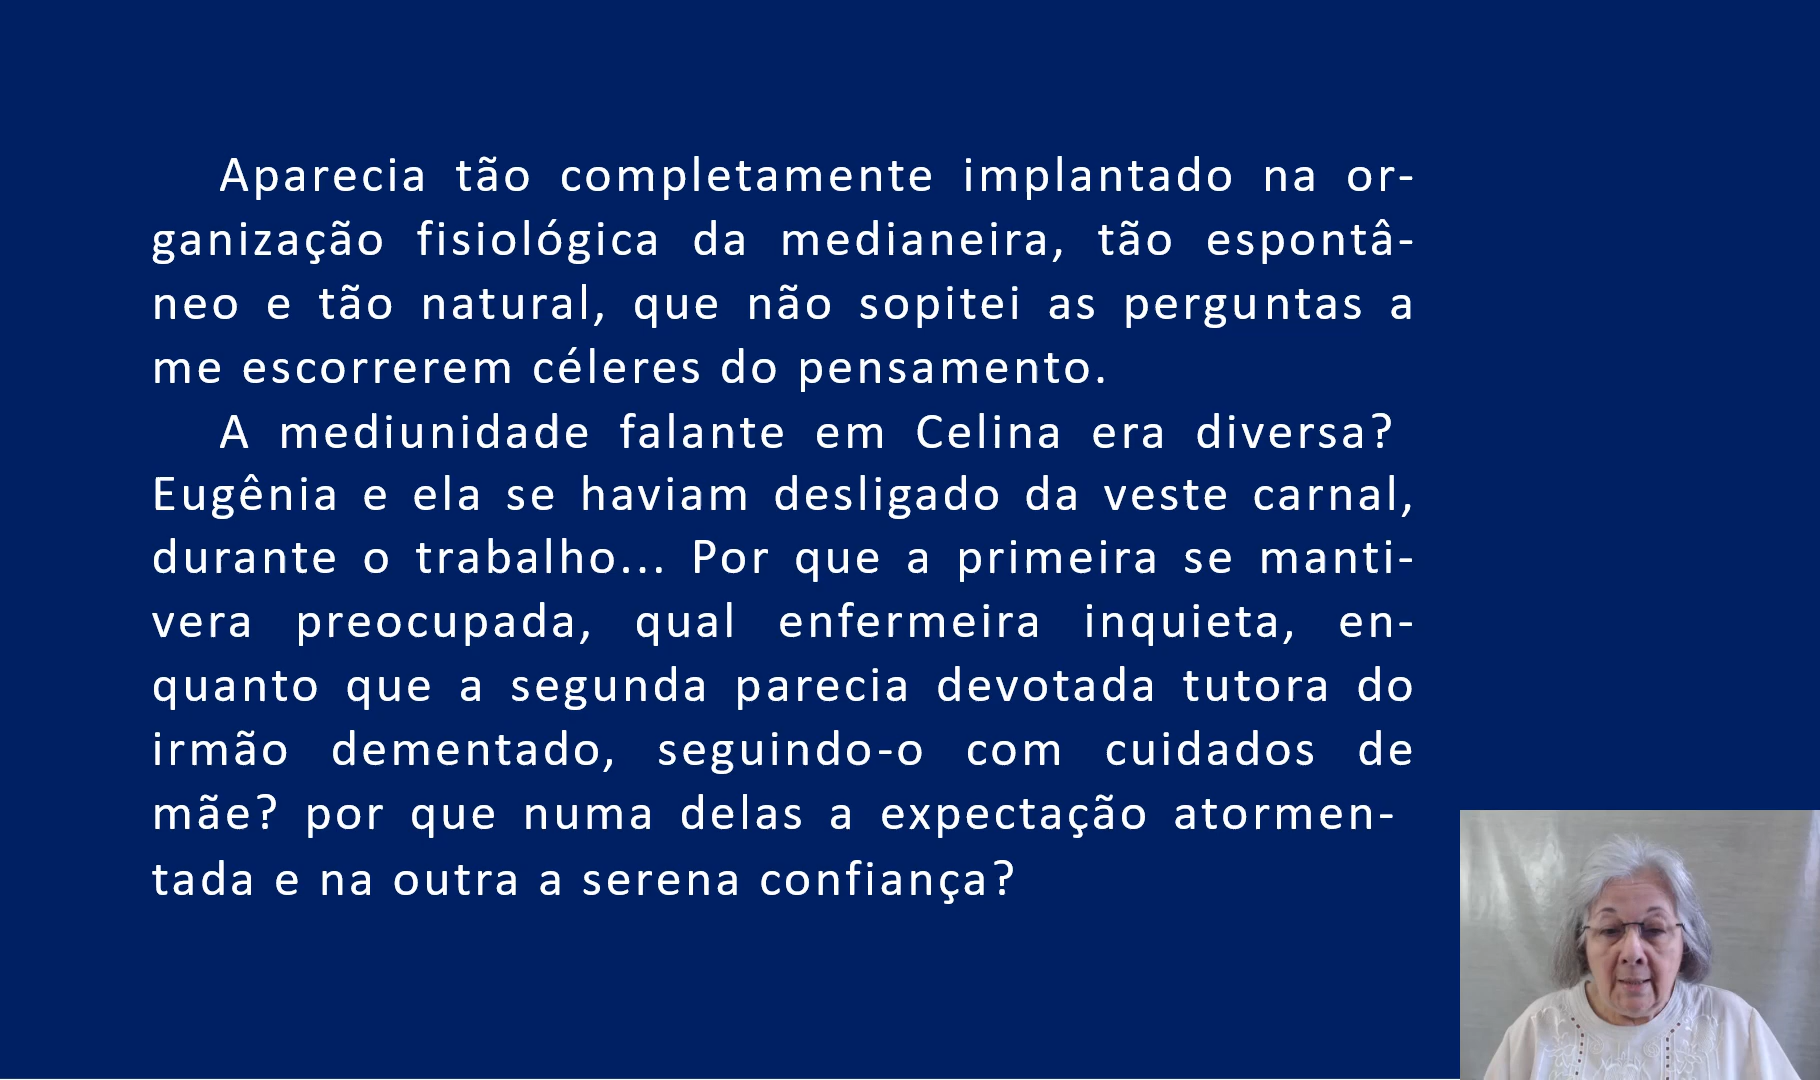 Aparecia tão completamente implantado na or-
ganização fisiológica da medianeira, tão espontâ-
neo e tão natural, que não sopitei as perguntas a
me escorrerem céleres do pensamento.
A mediunidade falante em Celina era diversa?
Eugênia e ela se haviam desligado da veste carnal,
durante o trabalho... Por que a primeira se manti-
vera preocupada, qual enfermeira inquieta, en-
quanto que a segunda parecia devotada tutora do
irmão dementado, seguindo-o com cuidados de
mãe? por que numa delas a expectação atormen-
tada e na outra a serena confiança?